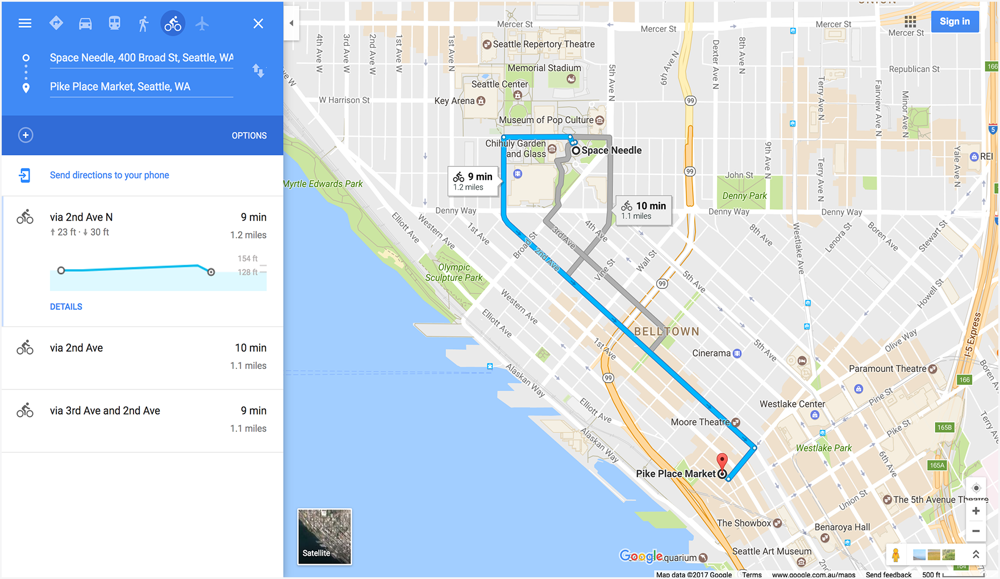 Space Needle, 400 Broad St, Seattle, WA
Pike Place Market, Seattle, WA
OPTIONS
Send directions to your phone
via 2nd Ave N
9 min
23 ft · 30 ft
1.2 miles
154 ft
128 ft
DETAILS
via 2nd Ave
10 min
1.1 miles
via 3rd Ave and 2nd Ave
9 min
1.1 miles
Satellite
Sign in
Mercer St
Mercer St
Mercer St
Mercer St
4th Ave W
3rd Ave W
2nd Ave W
1st Ave W
1st Ave N
5th Ave N
Dexter Ave N
8th Ave N
Seattle Repertory Theatre
Memorial Stadium
Seattle Center
Key Arena
W Harrison St
Republican St
166
Terry Ave N
Fairview Ave N
Minor Ave N
99
Museum of Pop Culture
Chihuly Garden
and Glass
Space Needle
5
REI
Yale Ave N
9th Ave N
Terry Ave N
99
9 min
1.2 miles
Myrtle Edwards Park
John St
Denny Park
10 min
1.1 miles
Denny Way
Denny Way
Denny Way
Elliott Ave
Western Ave
1st Ave
Broad St
2nd Ave
3rd Ave
4th Ave
Vine St
Wall St
5th Ave
8th Ave
Westlake Ave
Lenora St
Boren Ave
Stewart St
Olympic
Sculpture Park
99
Howell St
Western Ave
Elliott Ave
BELLTOWN
1st Ave
I-5 Express
Olive Way
5th Ave
Cinerama
Paramount Theatre
Boren Ave
166
99
Alaskan Way
Pine St
Westlake Center
Elliott Ave
Moore Theatre
Pike St
165B
Terry Ave
Alaskan Way
Westlake Park
6th Ave
165A
Pike Place Market
Union St
The 5th Avenue Theatre
The Showbox
Benaroya Hall
Seattle Art Museum
Google
quarium
2nd
164
Map data ©2017 Google
Terms
www.google.com.au/maps
Send feedback
500 ft